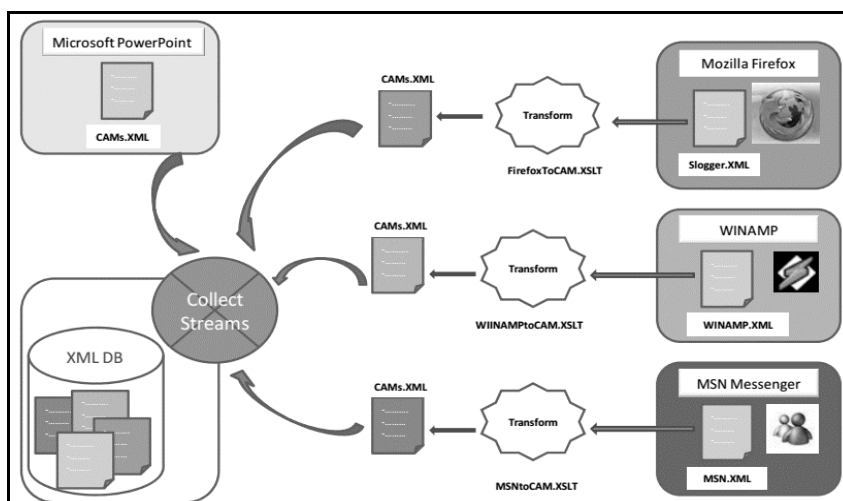 Microsoft PowerPoint
CAMs.XML
Mozilla Firefox
Slogger.XML
Transform
FirefoxToCAM.XSLT
CAMs.XML
WINAMP
WINAMP.XML
Transform
WIINAMPtoCAM.XSLT
CAMs.XML
MSN Messenger
MSN.XML
Transform
MSNtoCAM.XSLT
CAMs.XML
Collect
Streams
XML DB